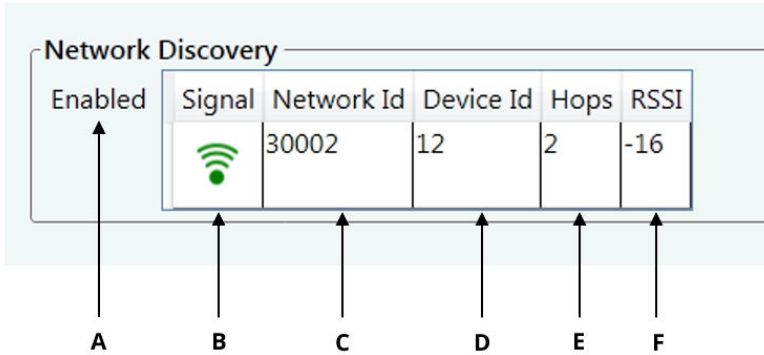 Network Discovery
Enabled Signal Network Id Device Id Hops RSSI
30002 12 2 -16
A B C D E F